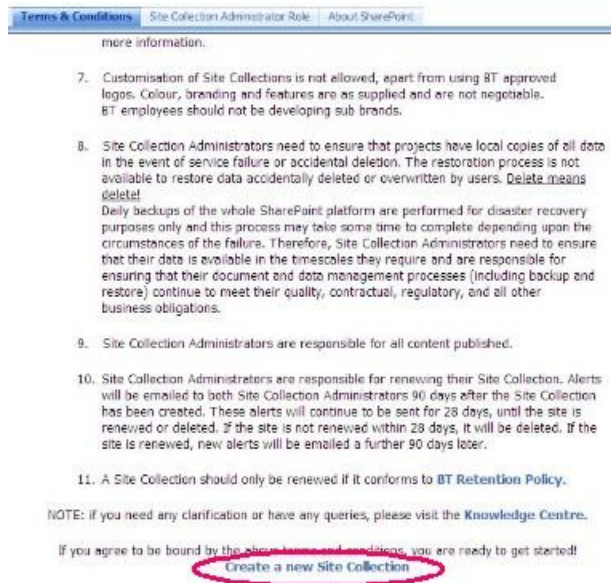 Terms & Conditions Site Collection Administrator Role About SharePoint
more information.
7. Customisation of Site Collections is not allowed, apart from using BT approved
logos. Colour, branding and features are as supplied and are not negotiable.
BT employees should not be developing sub brands.
8. Site Collection Administrators need to ensure that projects have local copies of all data
in the event of service failure or accidental deletion. The restoration process is not
available to restore data accidentally deleted or overwritten by users. Delete means
delete!
Daily backups of the whole SharePoint platform are performed for disaster recovery
purposes only and this process may take some time to complete depending upon the
circumstances of the failure. Therefore, Site Collection Administrators need to ensure
that their data is available in the timescales they require and are responsible for
ensuring that their document and data management processes (including backup and
restore) continue to meet their quality, contractual, regulatory, and all other
business obligations.
9. Site Collection Administrators are responsible for all content published.
10. Site Collection Administrators are responsible for renewing their Site Collection. Alerts
will be emailed to both Site Collection Administrators 90 days after the Site Collection
has been created. These alerts will continue to be sent for 28 days, until the site is
renewed or deleted. If the site is not renewed within 28 days, it will be deleted. If the
site is renewed, new alerts will be emailed a further 90 days later.
11. A Site Collection should only be renewed if it conforms to BT Retention Policy.
NOTE: if you need any clarification or have any queries, please visit the Knowledge Centre.
If you agree to be bound by the above terms and conditions, you are ready to get started!
Create a new Site Collection